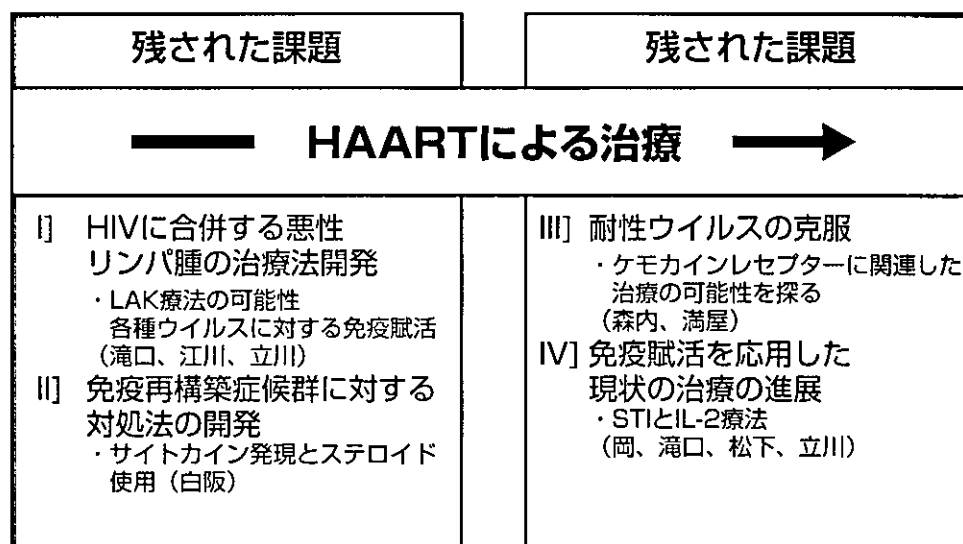 残された課題
残された課題
HAARTによる治療
I] HIVに合併する悪性
リンパ腫の治療法開発
・LAK療法の可能性
各種ウイルスに対する免疫賦活
（滝口、江川、立川）
II] 免疫再構築症候群に対する
対処法の開発
・サイトカイン発現とステロイド
使用（白阪）
III] 耐性ウイルスの克服
・ケモカインレセプターに関連した
治療の可能性を探る
（森内、満屋）
IV] 免疫賦活を応用した
現状の治療の進展
・STIとIL-2療法
（岡、滝口、松下、立川）